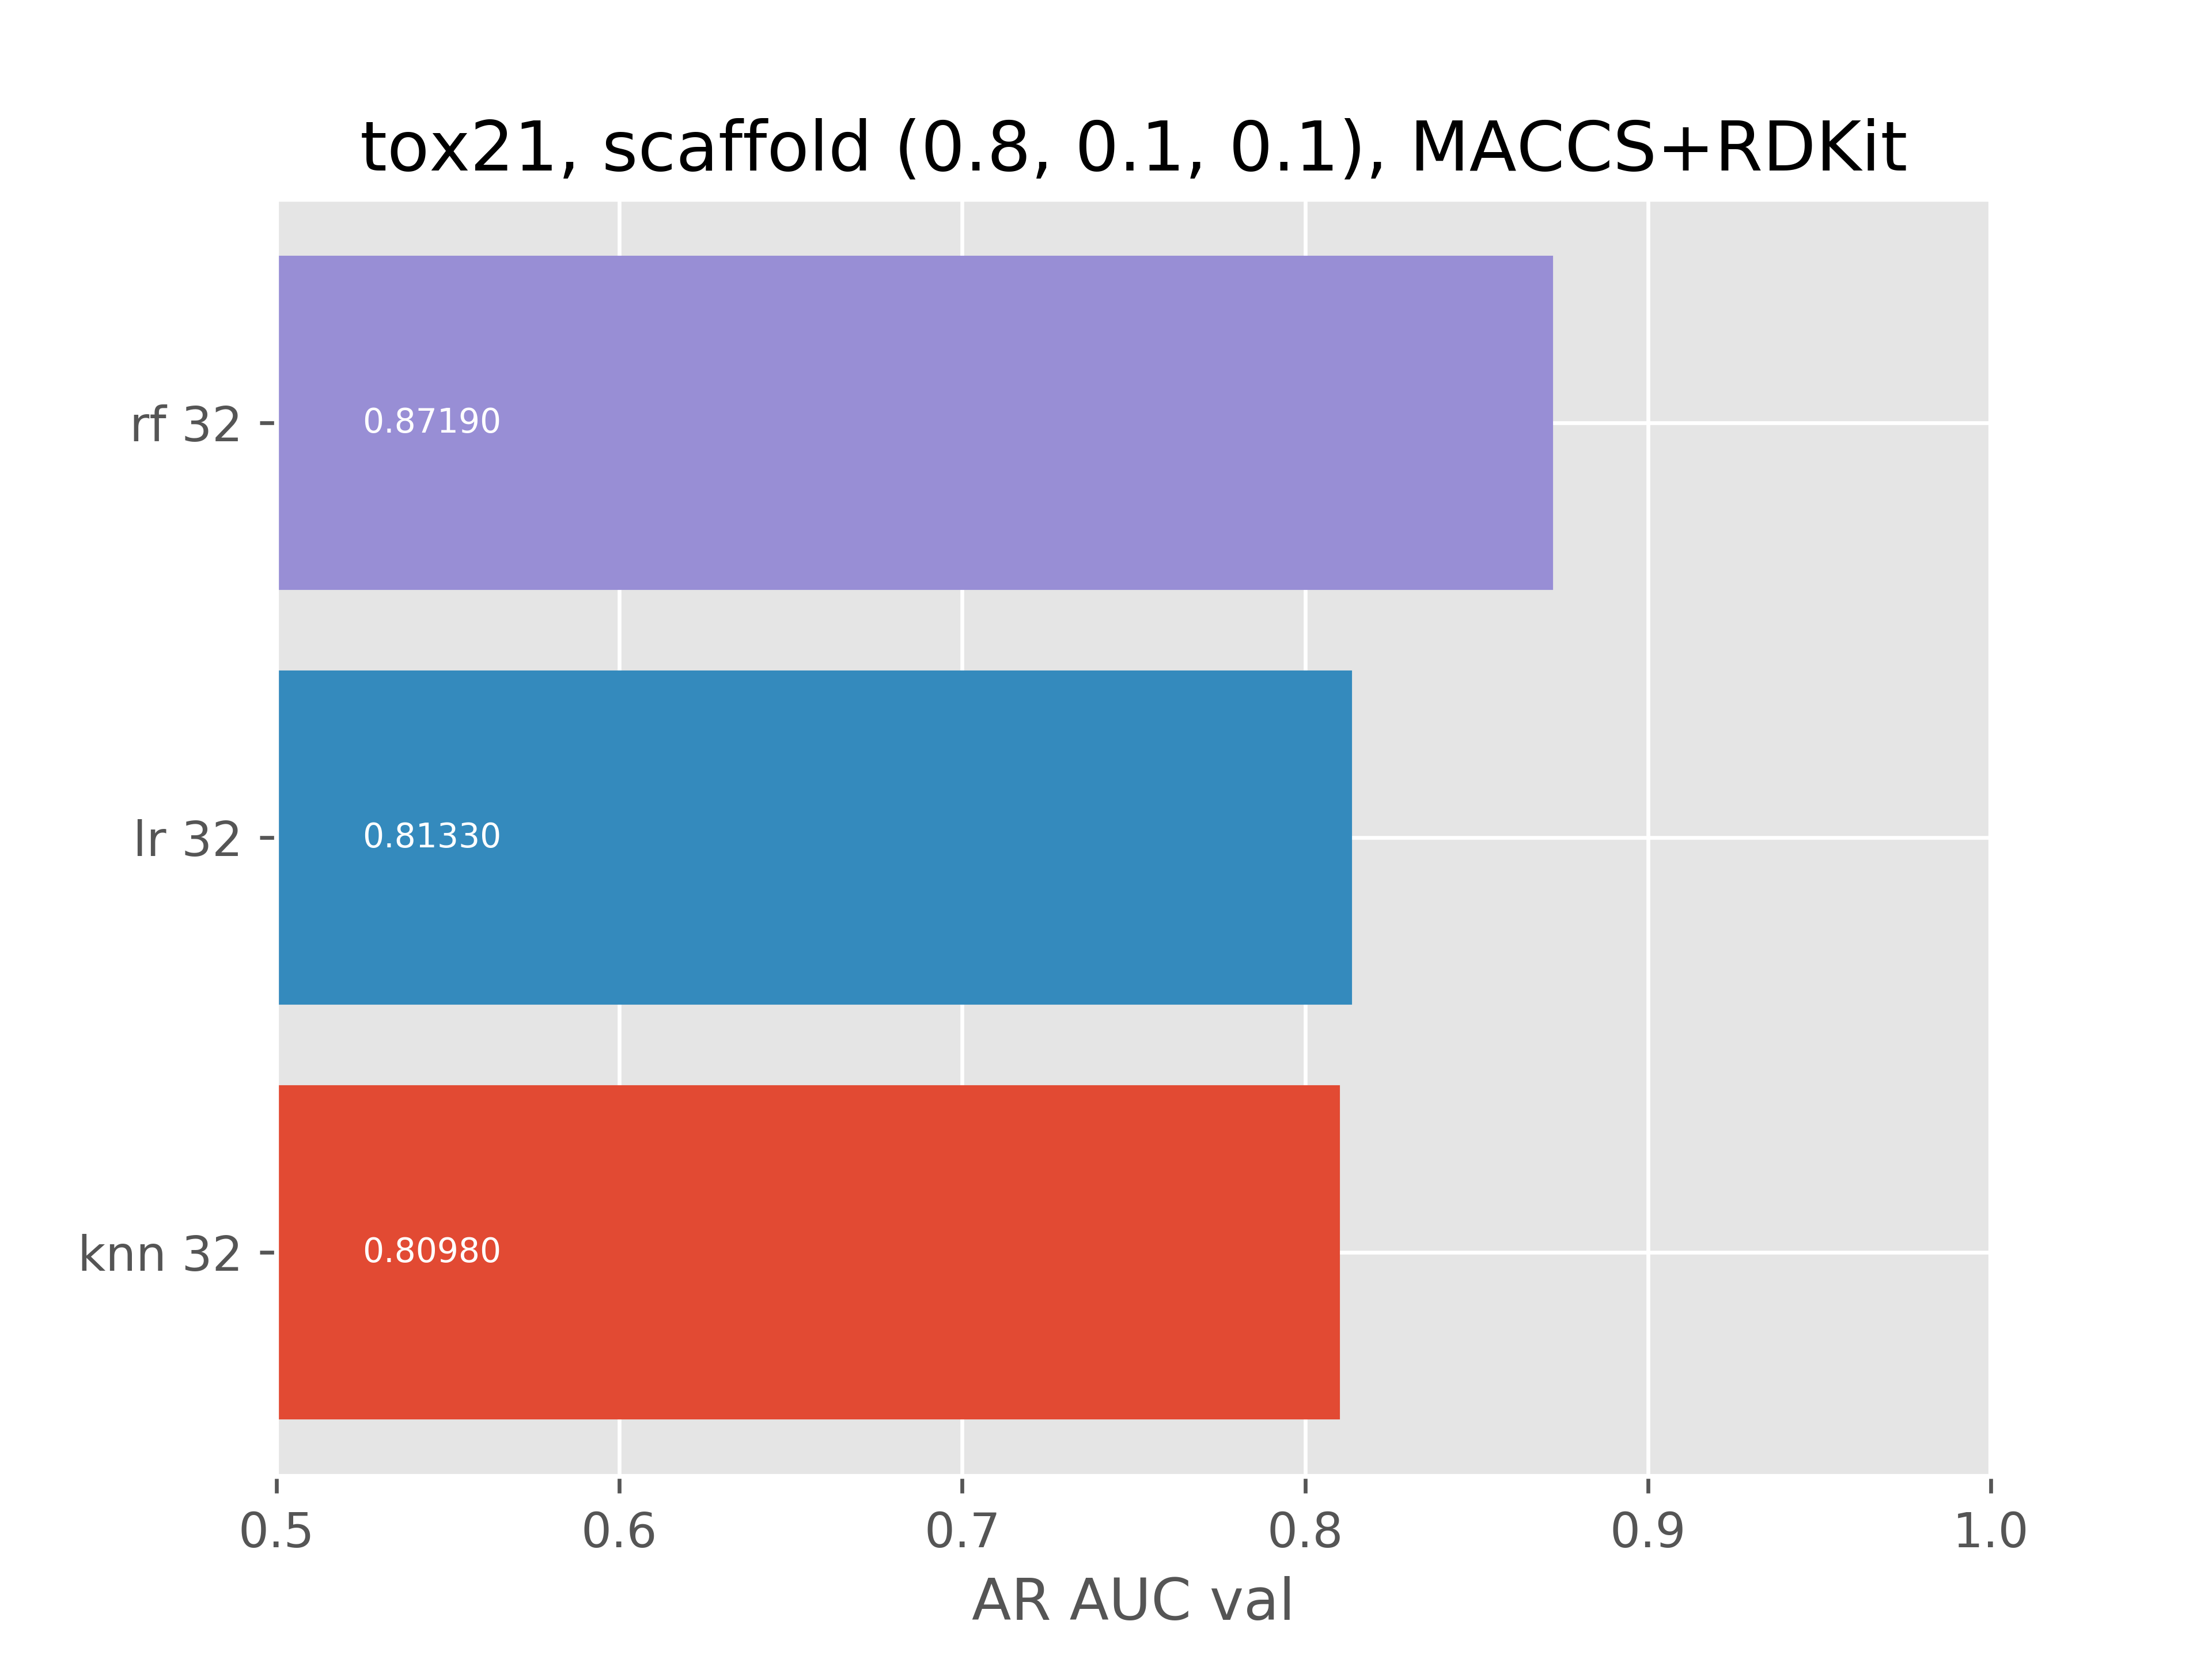 tox21, scaffold (0.8, 0.1, 0.1), MACCS+RDKit
rf 32
0.87190
lr 32
0.81330
knn 32
0.80980
0.5 0.6 0.7 0.8 0.9 1.0
AR AUC val